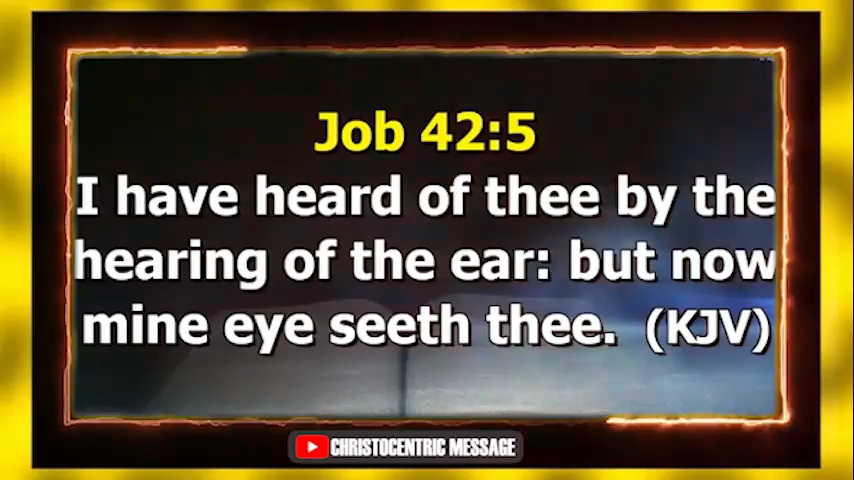 Job 42:5
I have heard of thee by the
hearing of the ear: but now
mine eye seeth thee. (KJV)
CHRISTOCENTRIC MESSAGE